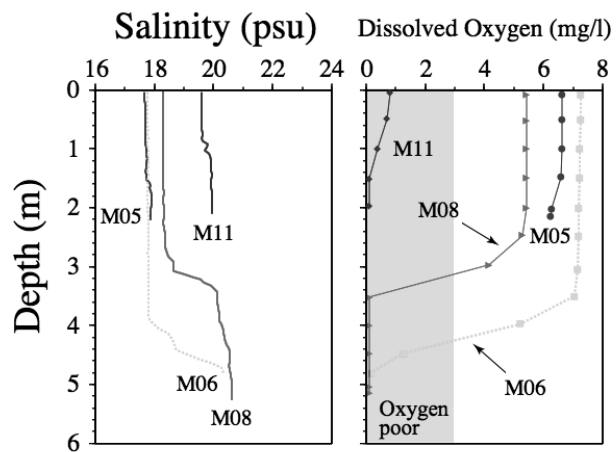 Salinity (psu)
Dissolved Oxygen (mg/l)
16 18 20 22 24
0 2 4 6 8
Depth (m)
0
1
2
3
4
5
6
M05
M11
M06
M08
M11
M08
M05
M06
Oxygen
poor